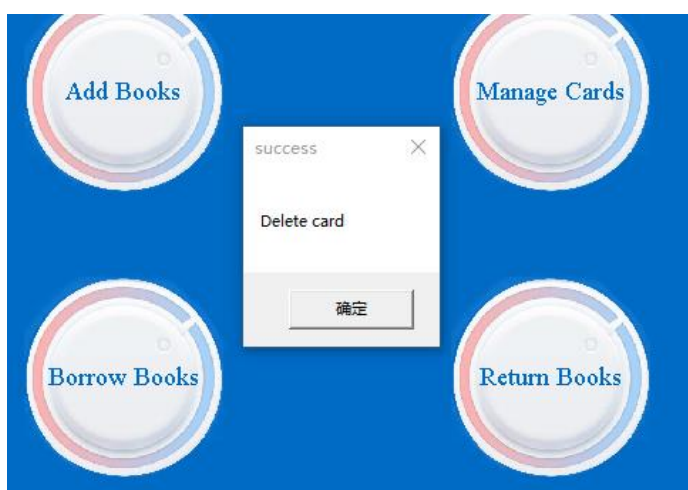 Add Books
Manage Cards
success
Delete card
确定
Borrow Books
Return Books